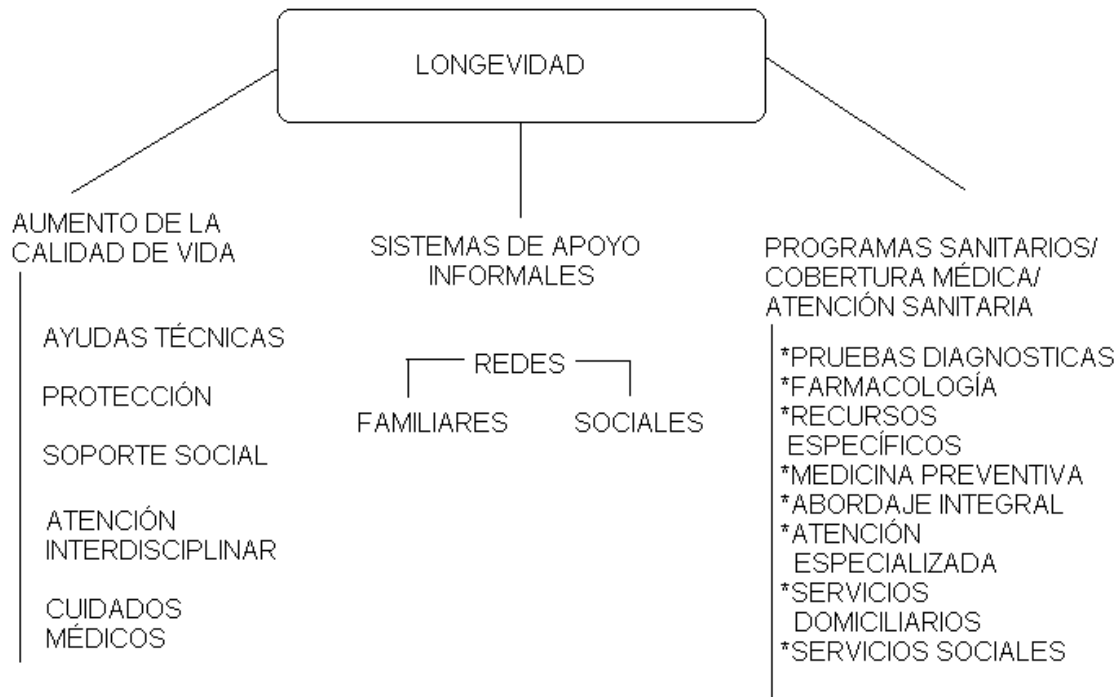 LONGEVIDAD
AUMENTO DE LA
CALIDAD DE VIDA
AYUDAS TÉCNICAS
PROTECCIÓN
SOPORTE SOCIAL
ATENCIÓN
INTERDISCIPLINAR
CUIDADOS
MÉDICOS
SISTEMAS DE APOYO
INFORMALES
REDES
FAMILIARES
SOCIALES
PROGRAMAS SANITARIOS/
COBERTURA MÉDICA/
ATENCIÓN SANITARIA
*PRUEBAS DIAGNOSTICAS
*FARMACOLOGÍA
*RECURSOS
ESPECÍFICOS
*MEDICINA PREVENTIVA
*ABORDAJE INTEGRAL
*ATENCIÓN
ESPECIALIZADA
*SERVICIOS
DOMICILIARIOS
*SERVICIOS SOCIALES